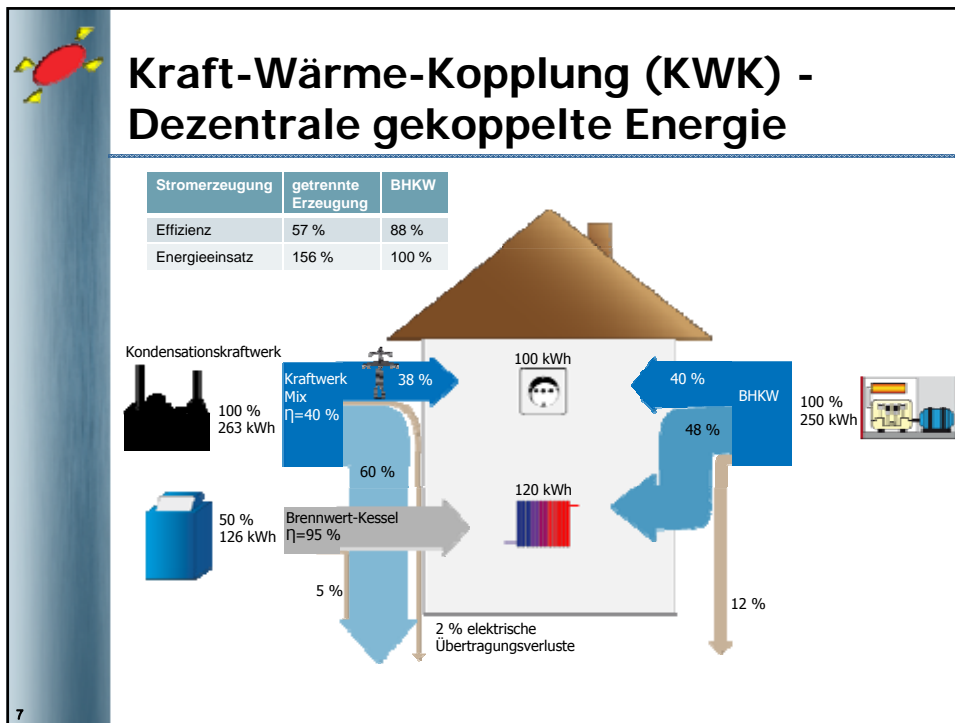 Kraft-Wärme-Kopplung (KWK) -
Dezentrale gekoppelte Energie
Stromerzeugung getrennte Erzeugung BHKW
Effizienz 57 % 88 %
Energieeinsatz 156 % 100 %
Kondensationskraftwerk
100 %
263 kWh
Kraftwerk
Mix
Ƞ=40 %
38 %
60 %
100 kWh
40 %
BHKW
100 %
250 kWh
48 %
120 kWh
50 %
126 kWh
Brennwert-Kessel
Ƞ=95 %
5 %
12 %
2 % elektrische
Übertragungsverluste
7